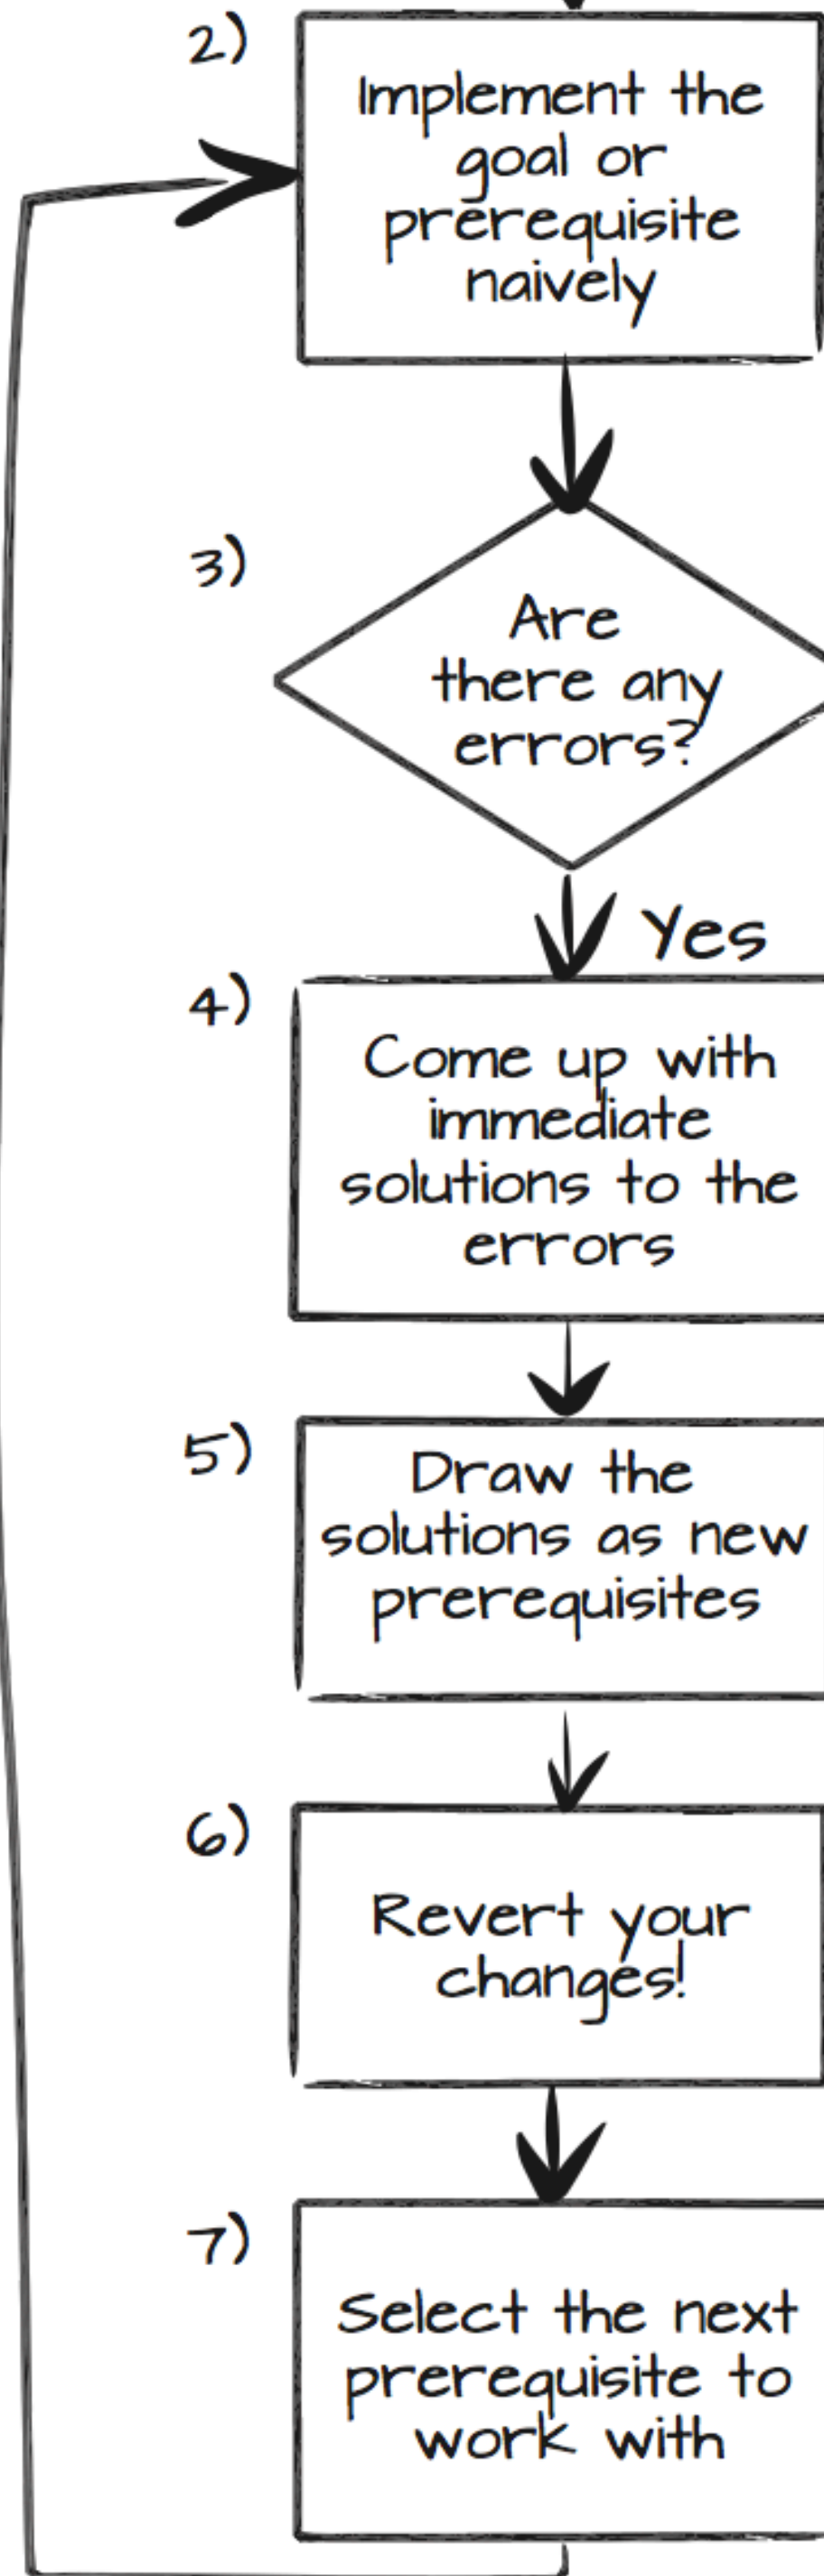 2)
Implement the
goal or
prerequisite
naively
3)
Are
there any
errors?
Yes
4)
Come up with
immediate
solutions to the
errors
5)
Draw the
solutions as new
prerequisites
6)
Revert your
changes!
7)
Select the next
prerequisite to
work with